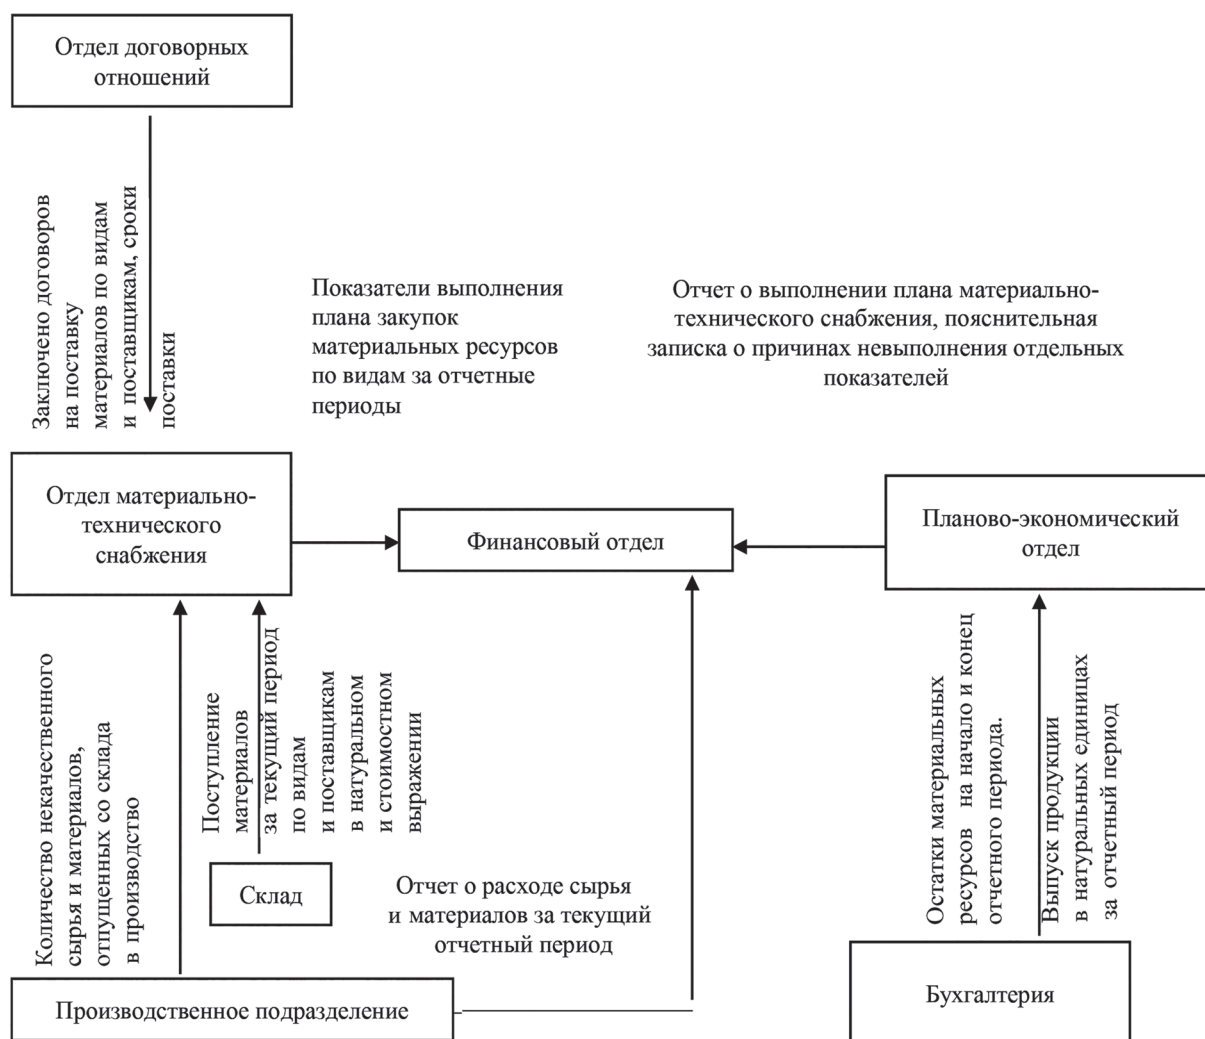 Отдел договорных
отношений
Заключено договоров
на поставку
материалов по видам
и поставщикам, сроки
поставки
Показатели выполнения
плана закупок
материальных ресурсов
по видам за отчетные
периоды
Отчет о выполнении плана материально-
технического снабжения, пояснительная
записка о причинах невыполнения отдельных
показателей
Отдел материально-
технического
снабжения
Финансовый отдел
Планово-экономический
отдел
Количество некачественного
сырья и материалов,
отпущенных со склада
в производство
Поступление
материалов
за текущий период
по видам
и поставщикам
в натуральном
и стоимостном
выражении
Остатки материальных
ресурсов на начало и конец
отчетного периода.
Выпуск продукции
в натуральных единицах
за отчетный период
Склад
Отчет о расходе сырья
и материалов за текущий
отчетный период
Производственное подразделение
Бухгалтерия